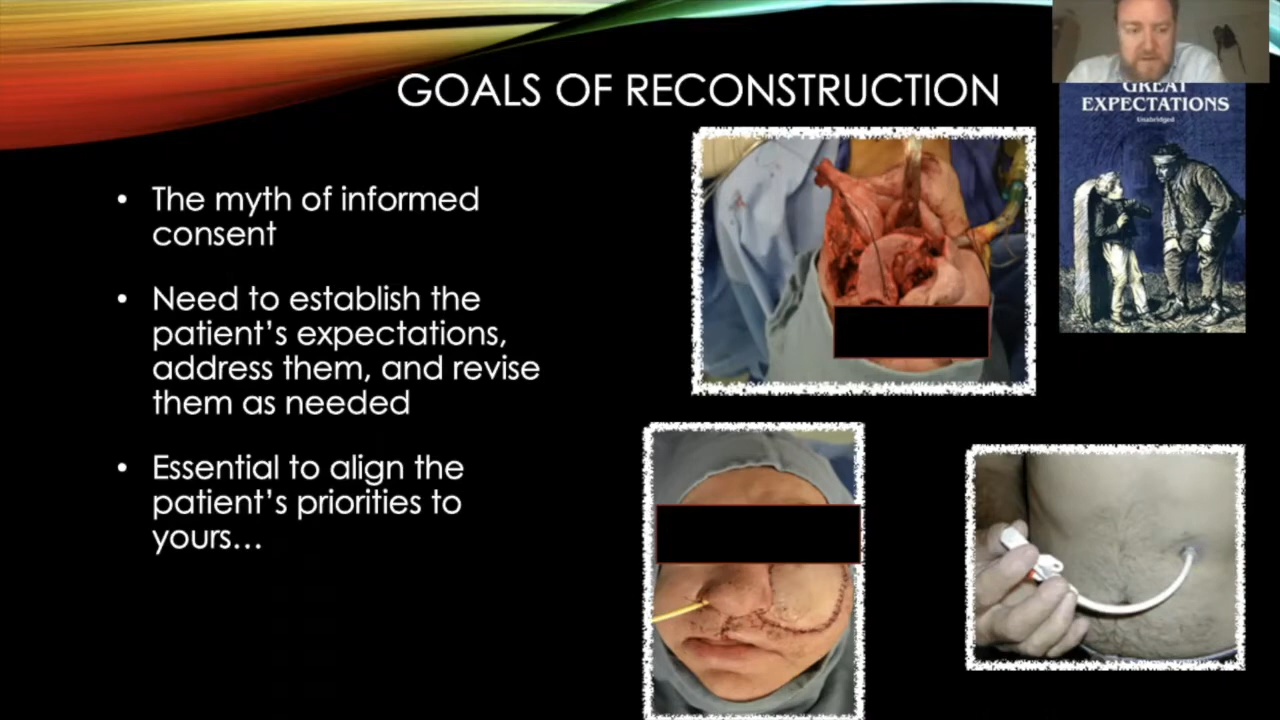 GOALS OF RECONSTRUCTION
GREAT
EXPECTATIONS
Unabridged
• The myth of informed
consent
• Need to establish the
patient's expectations,
address them, and revise
them as needed
• Essential to align the
patient's priorities to
yours...